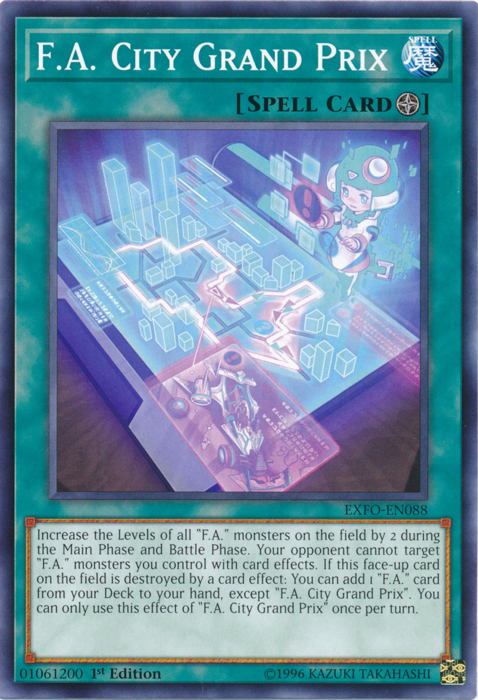 F.A. City Grand Prix
SPELL
魔
[Spell Card]
EXFO-EN088
Increase the Levels of all "F.A." monsters on the field by 2 during
the Main Phase and Battle Phase. Your opponent cannot target
"F.A." monsters you control with card effects. If this face-up card
on the field is destroyed by a card effect: You can add 1 "F.A." card
from your Deck to your hand, except "F.A. City Grand Prix". You
can only use this effect of "F.A. City Grand Prix" once per turn.
01061200 1st Edition ©1996 KAZUKI TAKAHASHI